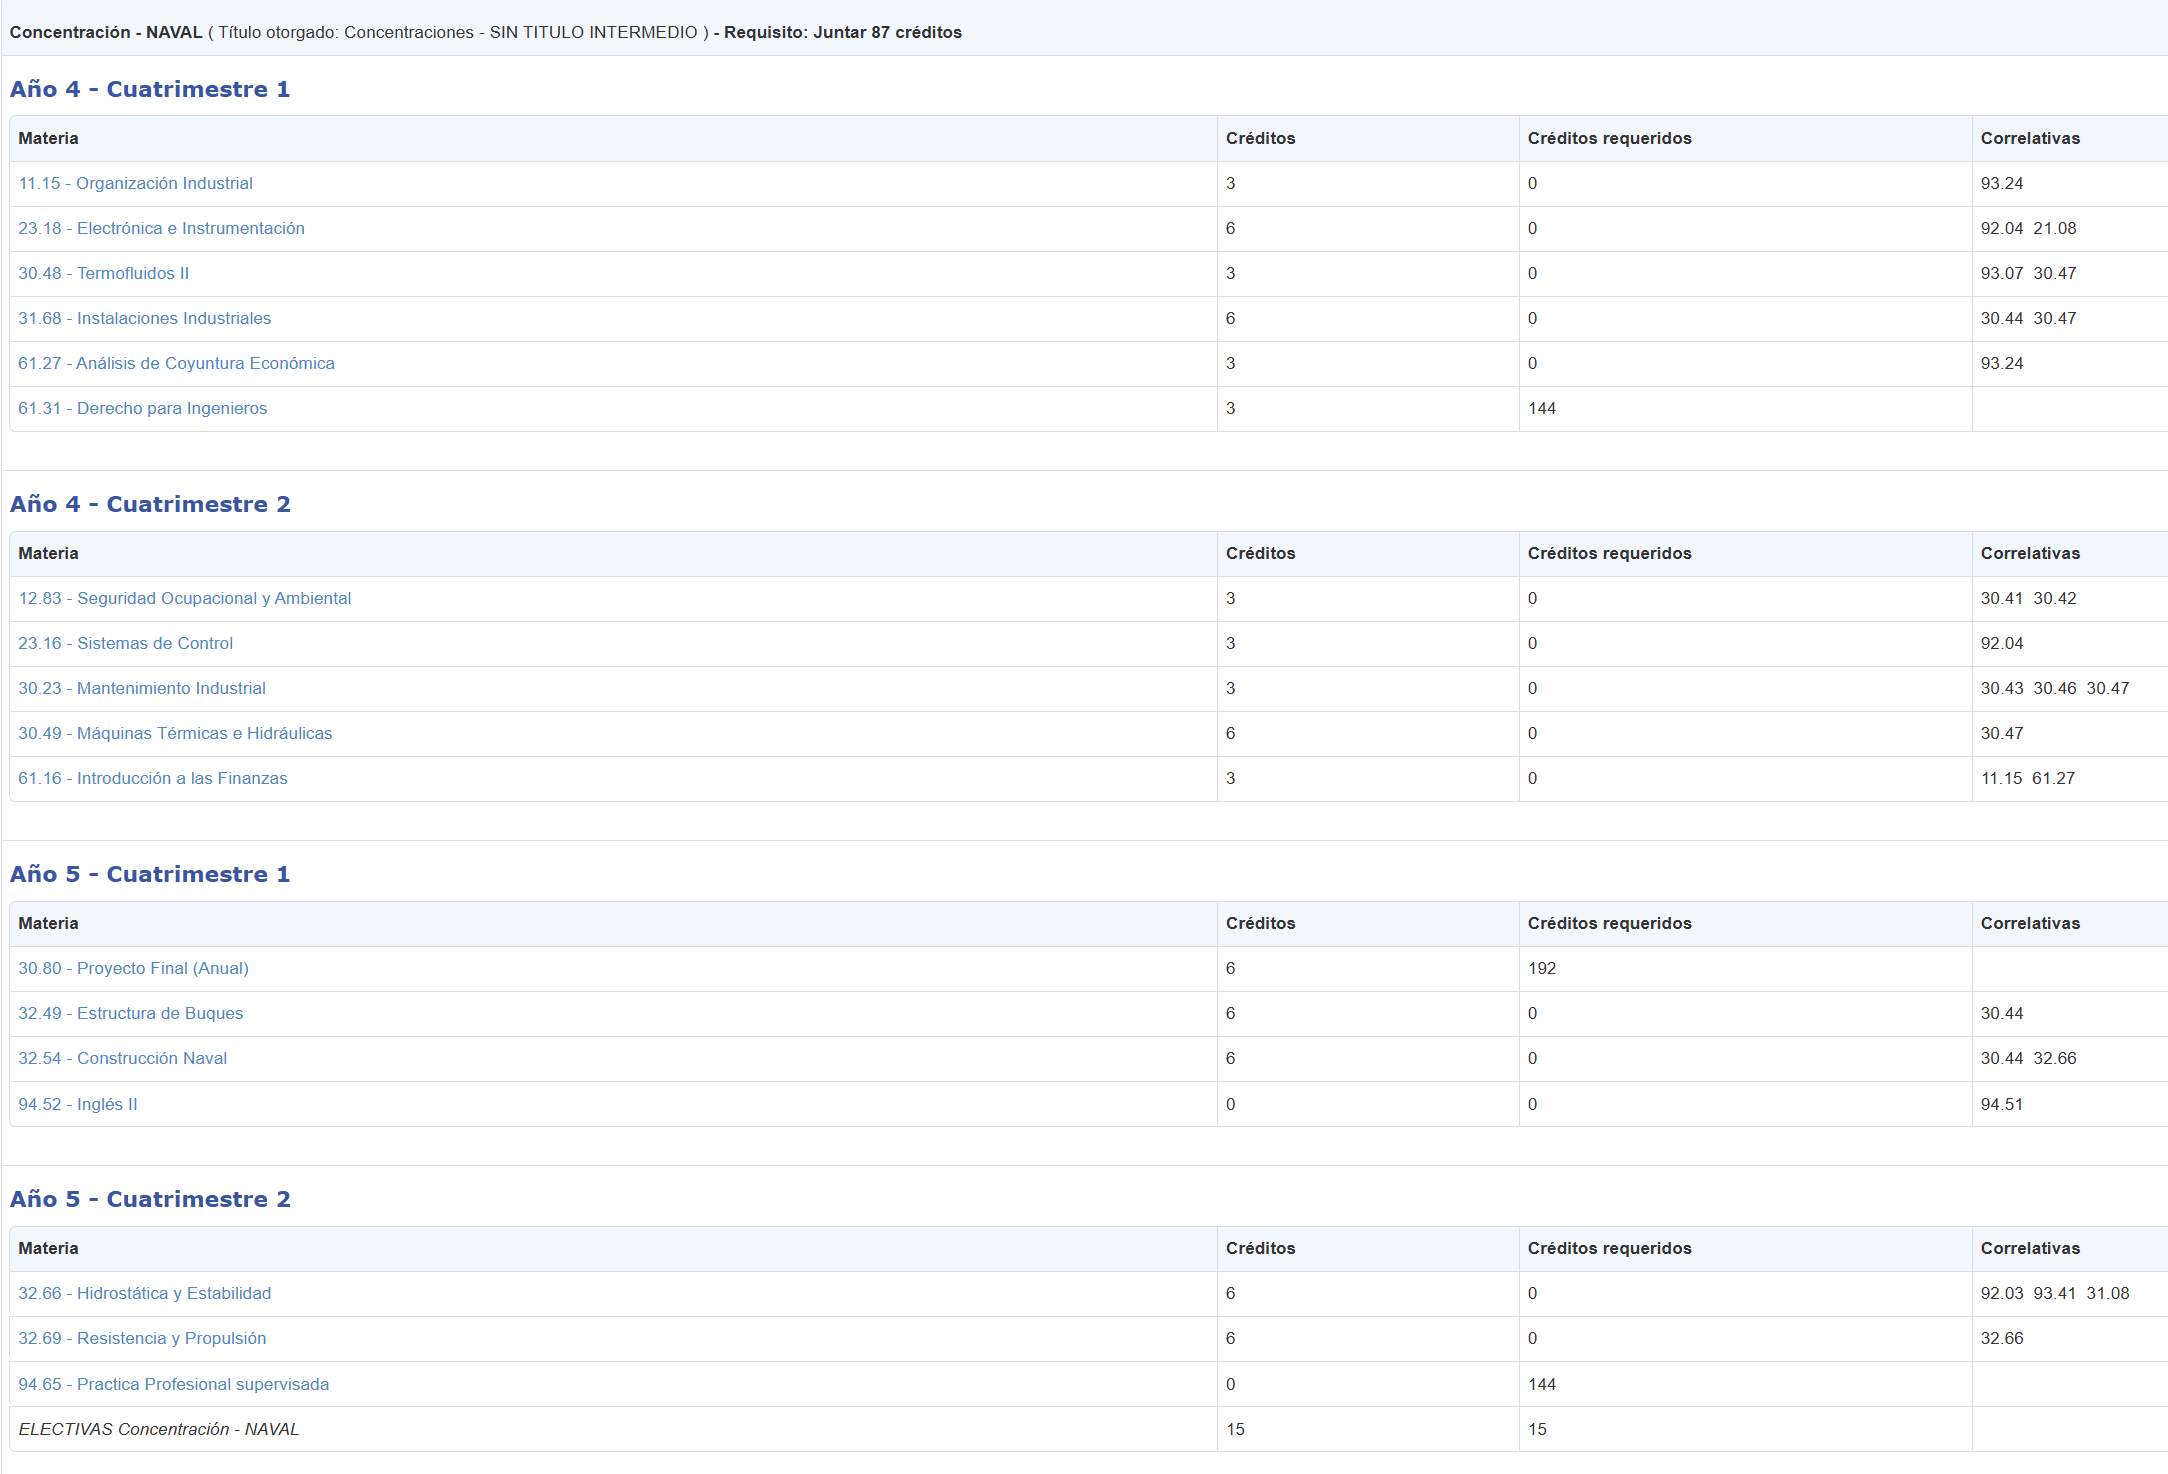 Concentración - NAVAL ( Título otorgado: Concentraciones - SIN TITULO INTERMEDIO ) - Requisito: Juntar 87 créditos
Año 4 - Cuatrimestre 1
Materia Créditos Créditos requeridos Correlativas
11.15 - Organización Industrial 3 0 93.24
23.18 - Electrónica e Instrumentación 6 0 92.04 21.08
30.48 - Termofluidos II 3 0 93.07 30.47
31.68 - Instalaciones Industriales 6 0 30.44 30.47
61.27 - Análisis de Coyuntura Económica 3 0 93.24
61.31 - Derecho para Ingenieros 3 144
Año 4 - Cuatrimestre 2
Materia Créditos Créditos requeridos Correlativas
12.83 - Seguridad Ocupacional y Ambiental 3 0 30.41 30.42
23.16 - Sistemas de Control 3 0 92.04
30.23 - Mantenimiento Industrial 3 0 30.43 30.46 30.47
30.49 - Máquinas Térmicas e Hidráulicas 6 0 30.47
61.16 - Introducción a las Finanzas 3 0 11.15 61.27
Año 5 - Cuatrimestre 1
Materia Créditos Créditos requeridos Correlativas
30.80 - Proyecto Final (Anual) 6 192
32.49 - Estructura de Buques 6 0 30.44
32.54 - Construcción Naval 6 0 30.44 32.66
94.52 - Inglés II 0 0 94.51
Año 5 - Cuatrimestre 2
Materia Créditos Créditos requeridos Correlativas
32.66 - Hidrostática y Estabilidad 6 0 92.03 93.41 31.08
32.69 - Resistencia y Propulsión 6 0 32.66
94.65 - Practica Profesional supervisada 0 144
ELECTIVAS Concentración - NAVAL 15 15